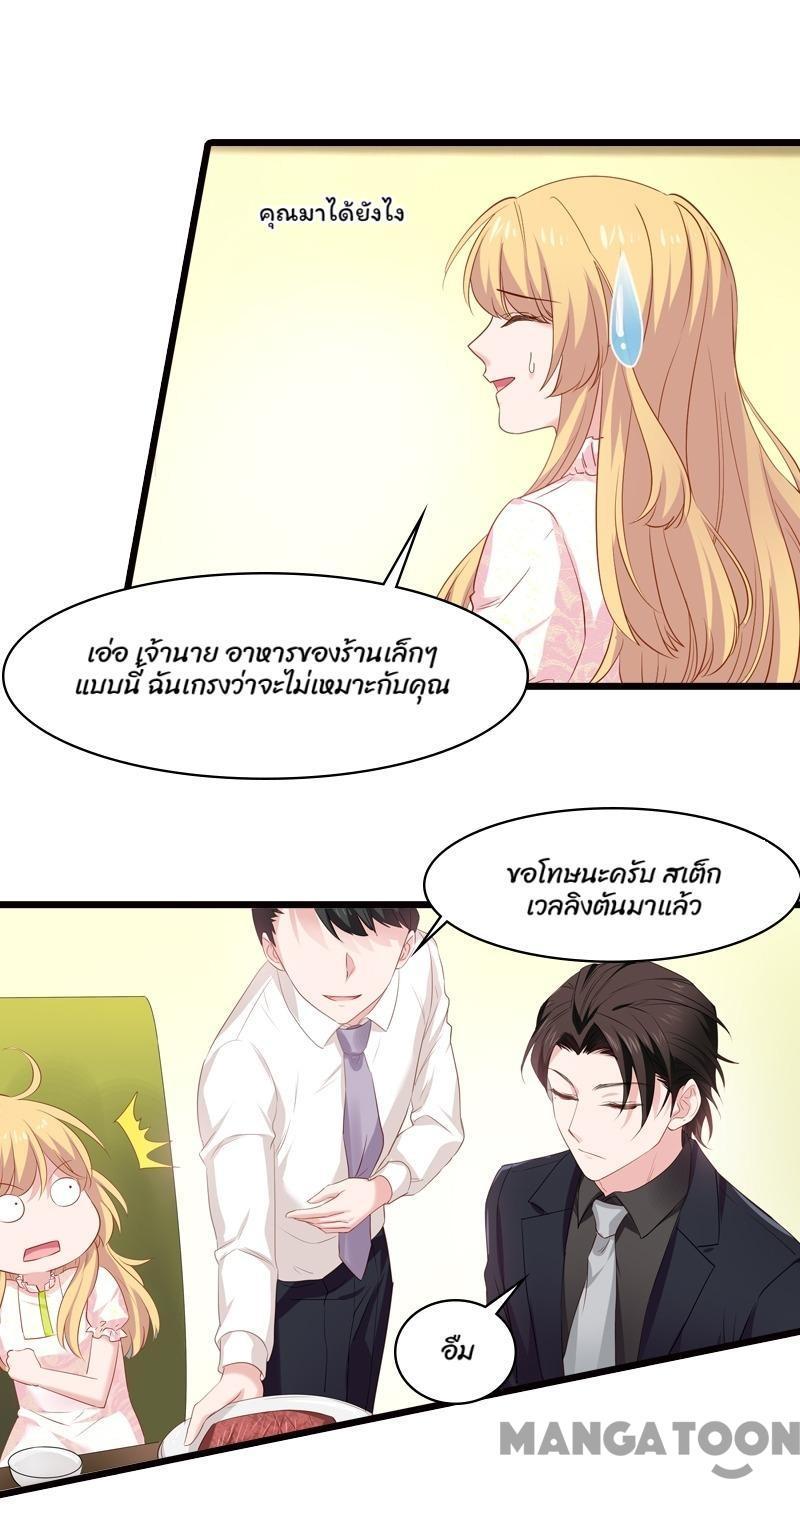 คุณมาได้ยังไง
เอ่อ เจ้านาย อาหารของร้านเล็กๆ
แบบนี้ ฉันเกรงว่าจะไม่เหมาะกับคุณ
ขอโทษนะครับ สเต็ก
เวลลิงตันมาแล้ว
อืม
MANGATOON